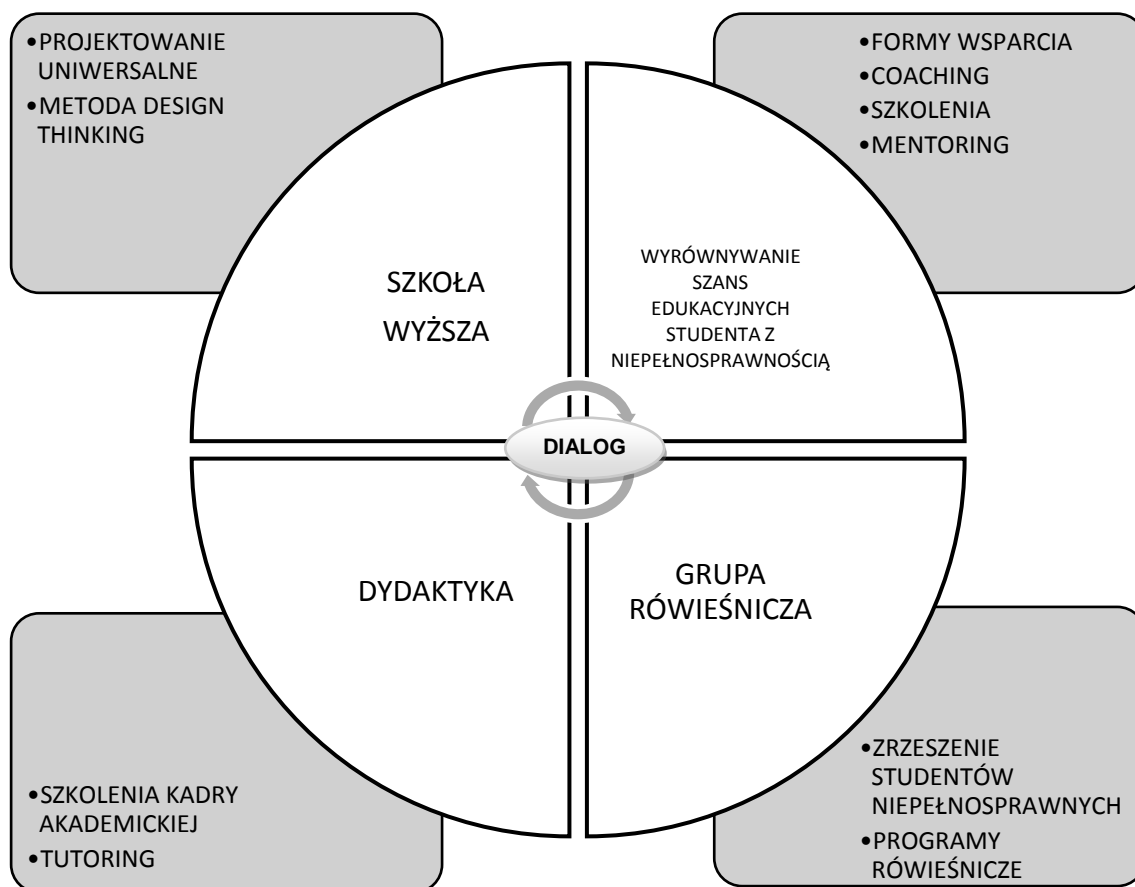 •PROJEKTOWANIE
UNIWERSALNE
•METODA DESIGN
THINKING
•FORMY WSPARCIA
•COACHING
•SZKOLENIA
•MENTORING
SZKOŁA
WYŻSZA
WYRÓWNYWANIE
SZANS
EDUKACYJNYCH
STUDENTA Z
NIEPEŁNOSPRAWNOŚCIĄ
DIALOG
DYDAKTYKA
GRUPA
RÓWIEŚNICZA
•SZKOLENIA KADRY
AKADEMICKIEJ
•TUTORING
•ZRZESZENIE
STUDENTÓW
NIEPEŁNOSPRAWNYCH
•PROGRAMY
RÓWIEŚNICZE